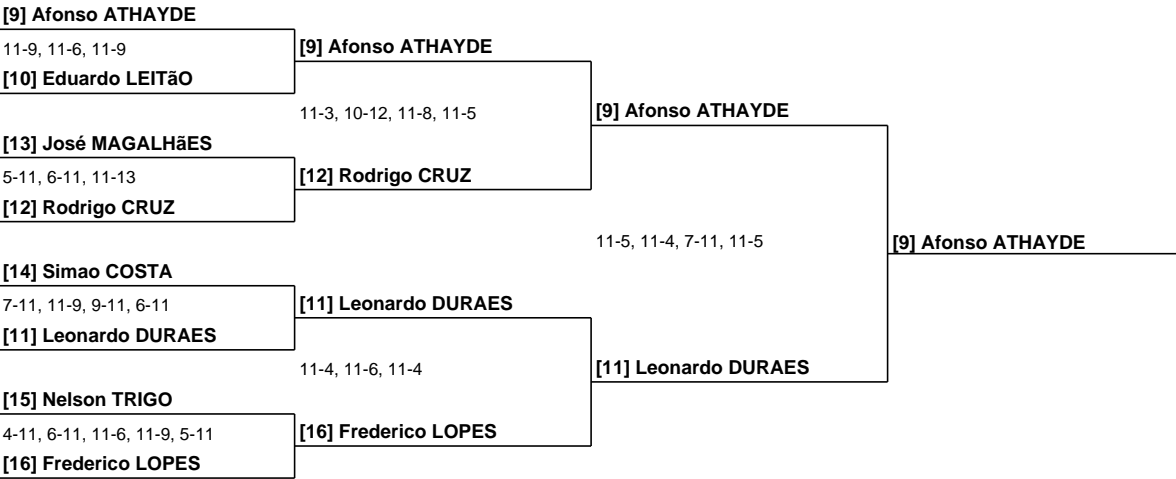 [9] Afonso ATHAYDE
11-9, 11-6, 11-9
[9] Afonso ATHAYDE
[10] Eduardo LEITãO
11-3, 10-12, 11-8, 11-5
[9] Afonso ATHAYDE
[13] José MAGALHãES
5-11, 6-11, 11-13
[12] Rodrigo CRUZ
[12] Rodrigo CRUZ
11-5, 11-4, 7-11, 11-5
[9] Afonso ATHAYDE
[14] Simao COSTA
7-11, 11-9, 9-11, 6-11
[11] Leonardo DURAES
[11] Leonardo DURAES
11-4, 11-6, 11-4
[11] Leonardo DURAES
[15] Nelson TRIGO
4-11, 6-11, 11-6, 11-9, 5-11
[16] Frederico LOPES
[16] Frederico LOPES